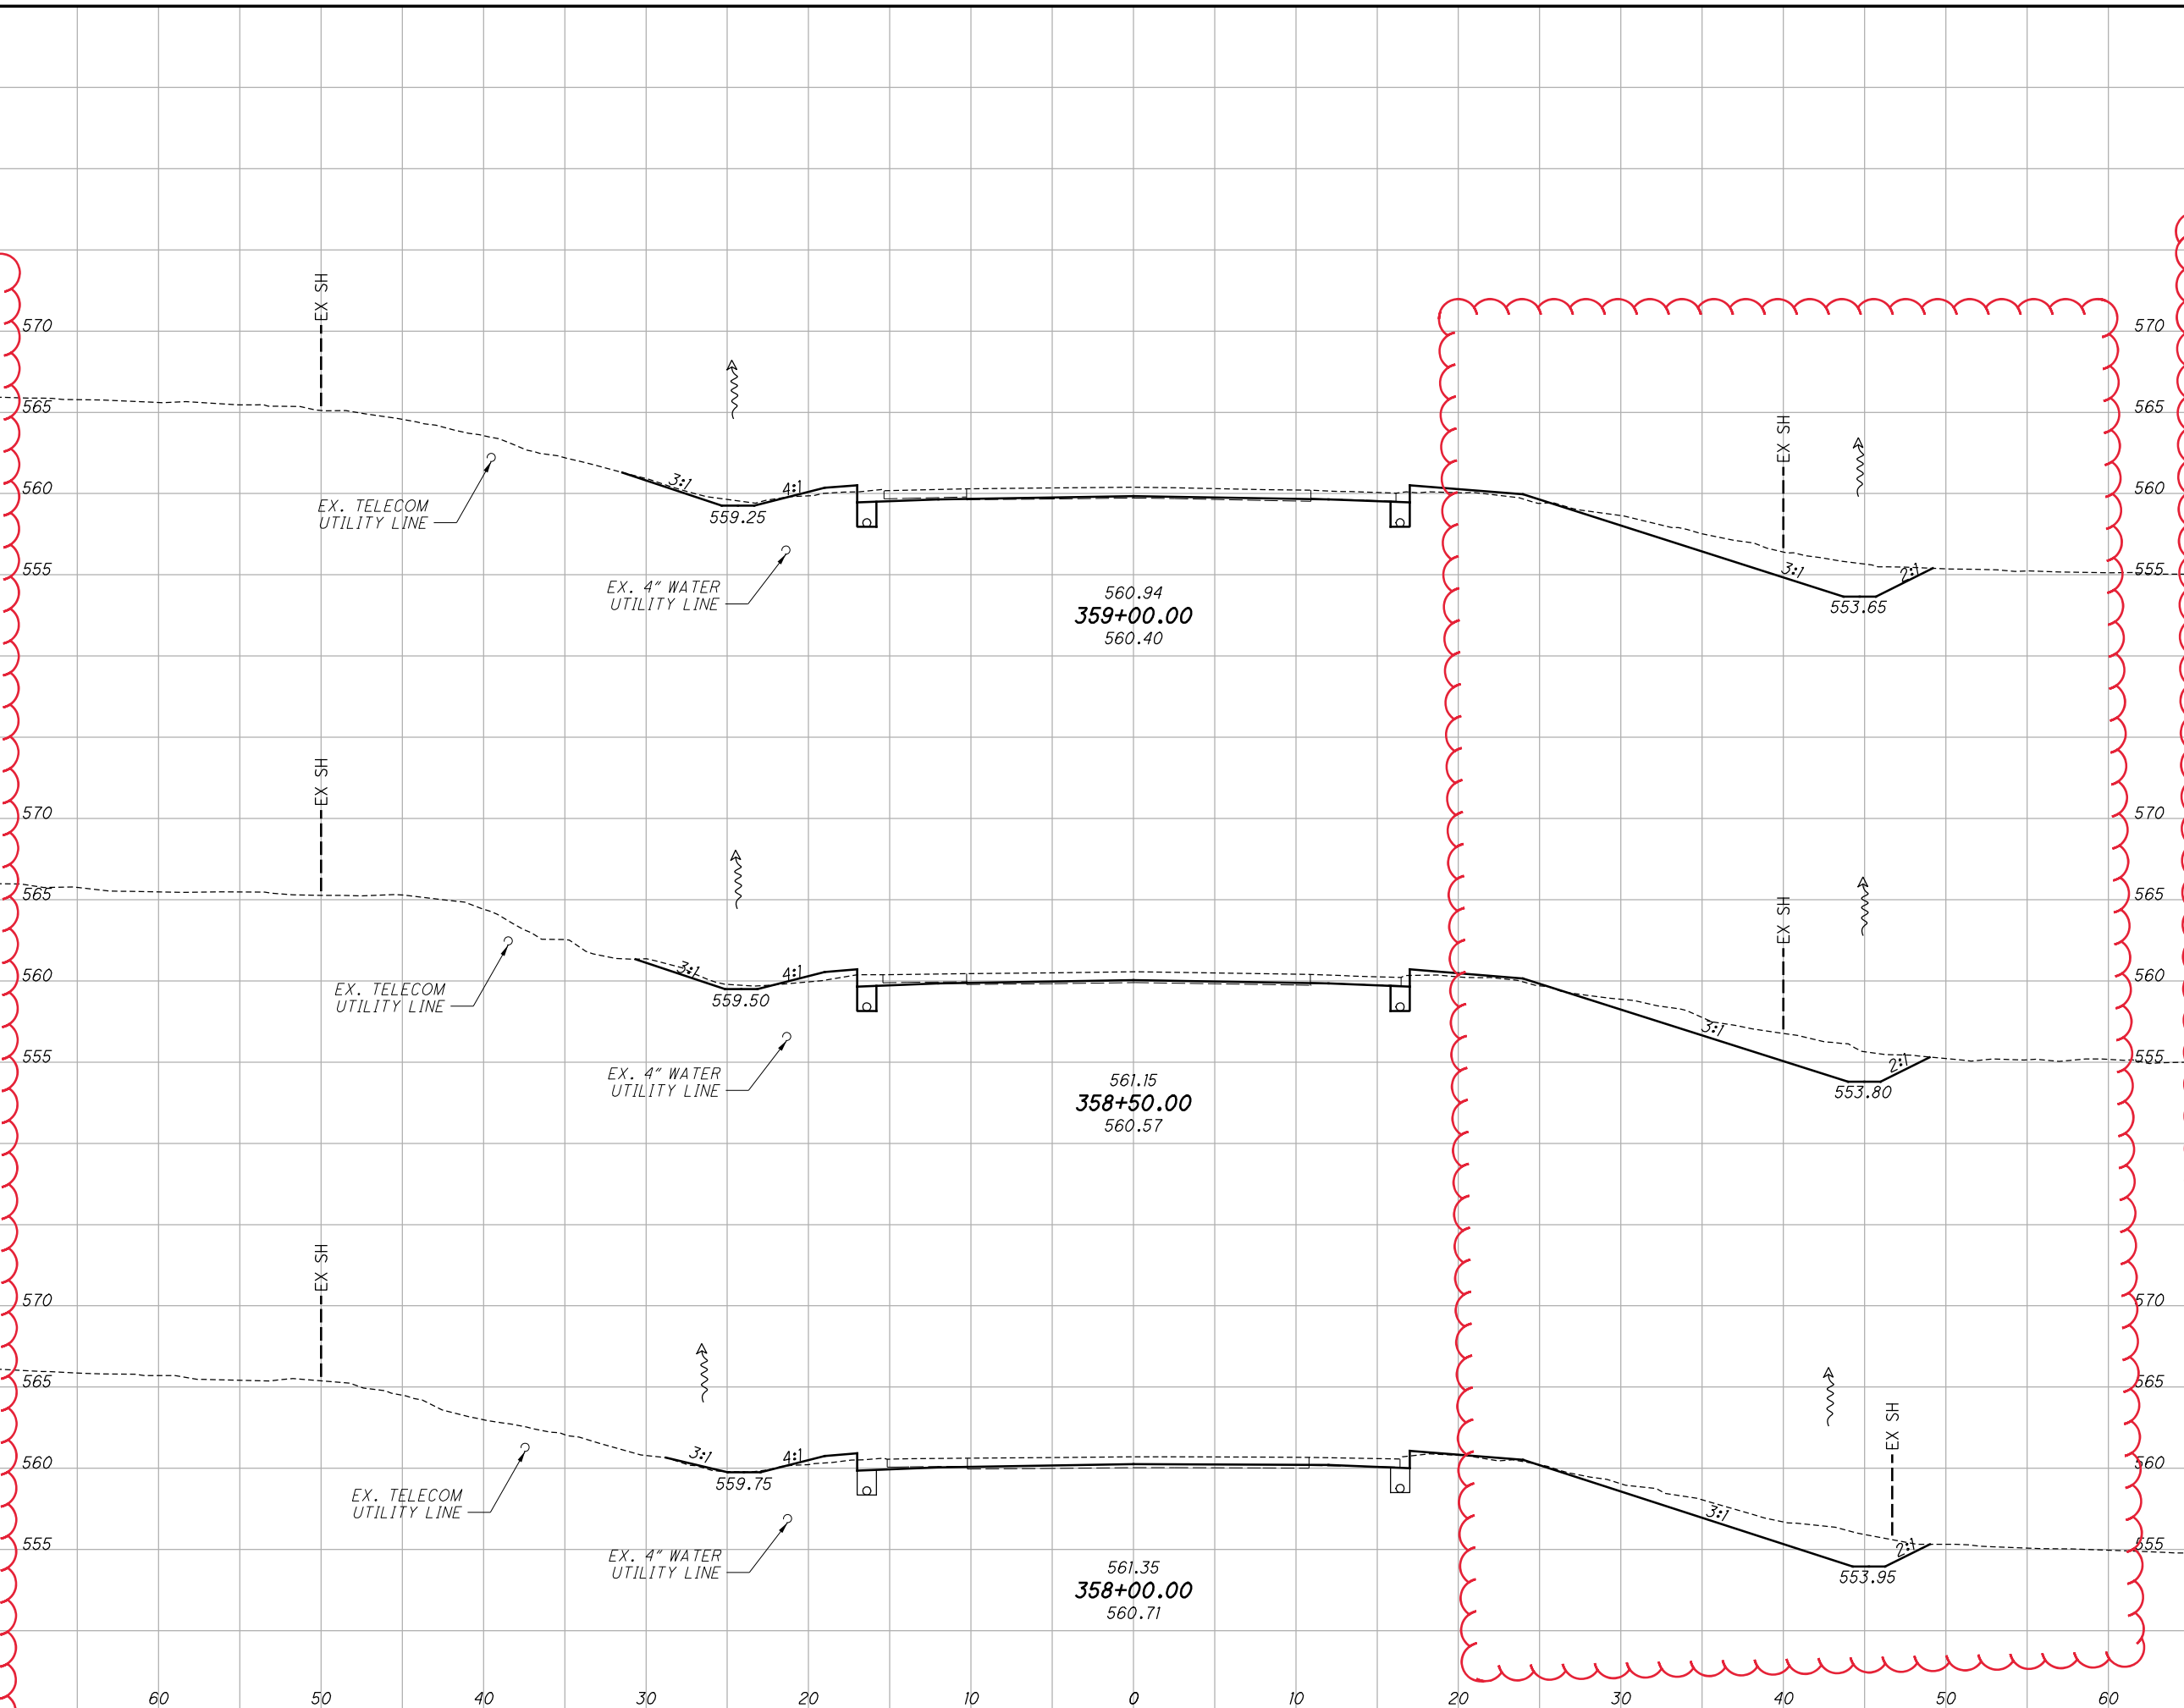 EX SH
570
570
565
EX SH
565
3:1
4:1
560
560
EX. TELECOM
UTILITY LINE
559.25
555
3:1
2:1
555
EX. 4" WATER
UTILITY LINE
560.94
359+00.00
560.40
553.65
EX SH
570
570
565
EX SH
565
3:1
4:1
560
560
EX. TELECOM
UTILITY LINE
559.50
3:1
555
2:1
555
EX. 4" WATER
UTILITY LINE
561.15
358+50.00
560.57
553.80
EX SH
570
570
565
565
EX SH
3:1
4:1
560
560
559.75
EX. TELECOM
UTILITY LINE
3:1
555
2:1
555
EX. 4" WATER
UTILITY LINE
561.35
358+00.00
560.71
553.95
60 50 40 30 20 10 0 10 20 30 40 50 60